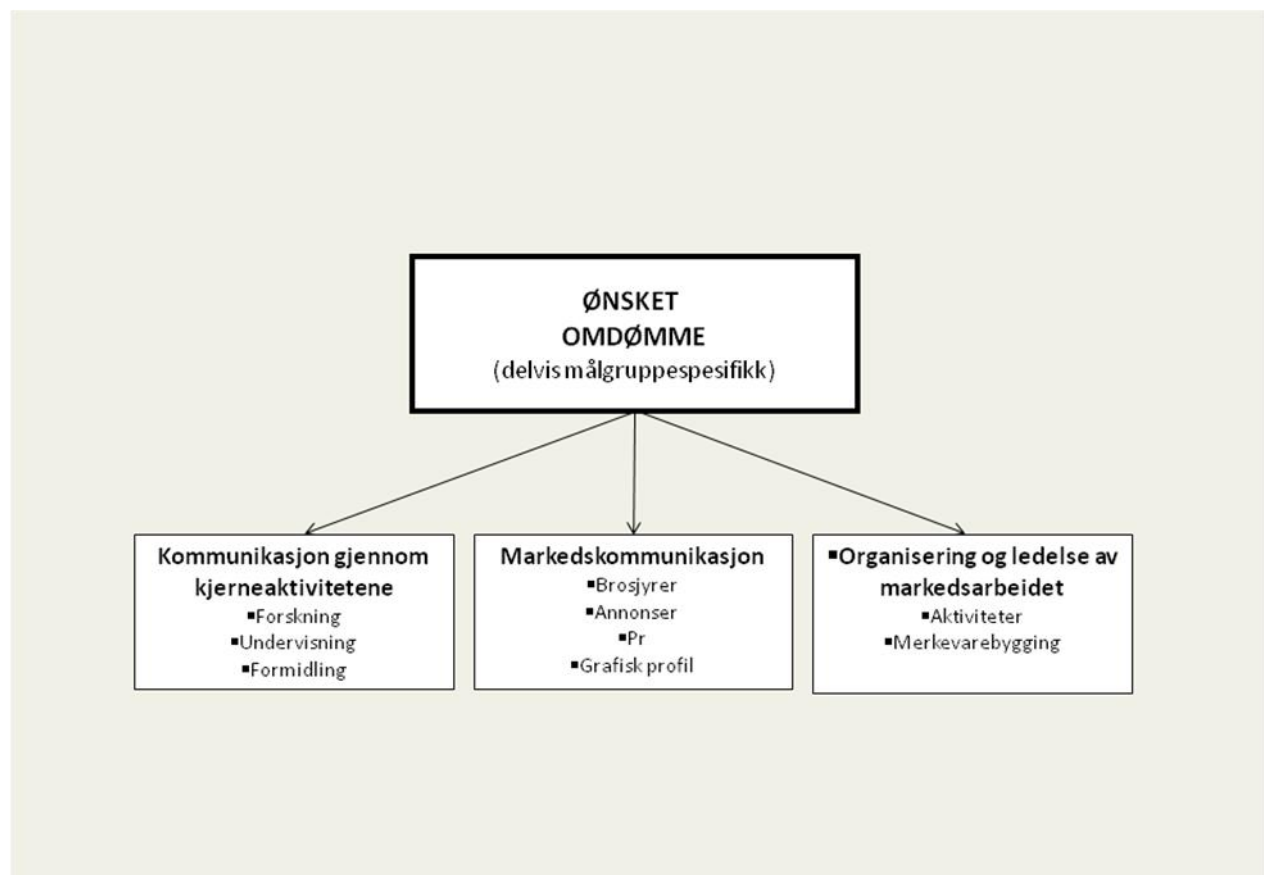 ØNSKET
OMDØMME
(delvis målgruppespesifikk)
Kommunikasjon gjennom
kjerneaktivitetene
▪Forskning
▪Undervisning
▪Formidling
Markedskommunikasjon
▪Brosjyrer
▪Annonser
▪Pr
▪Grafisk profil
▪Organisering og ledelse av
markedsarbeidet
▪Aktiviteter
▪Merkevarebygging